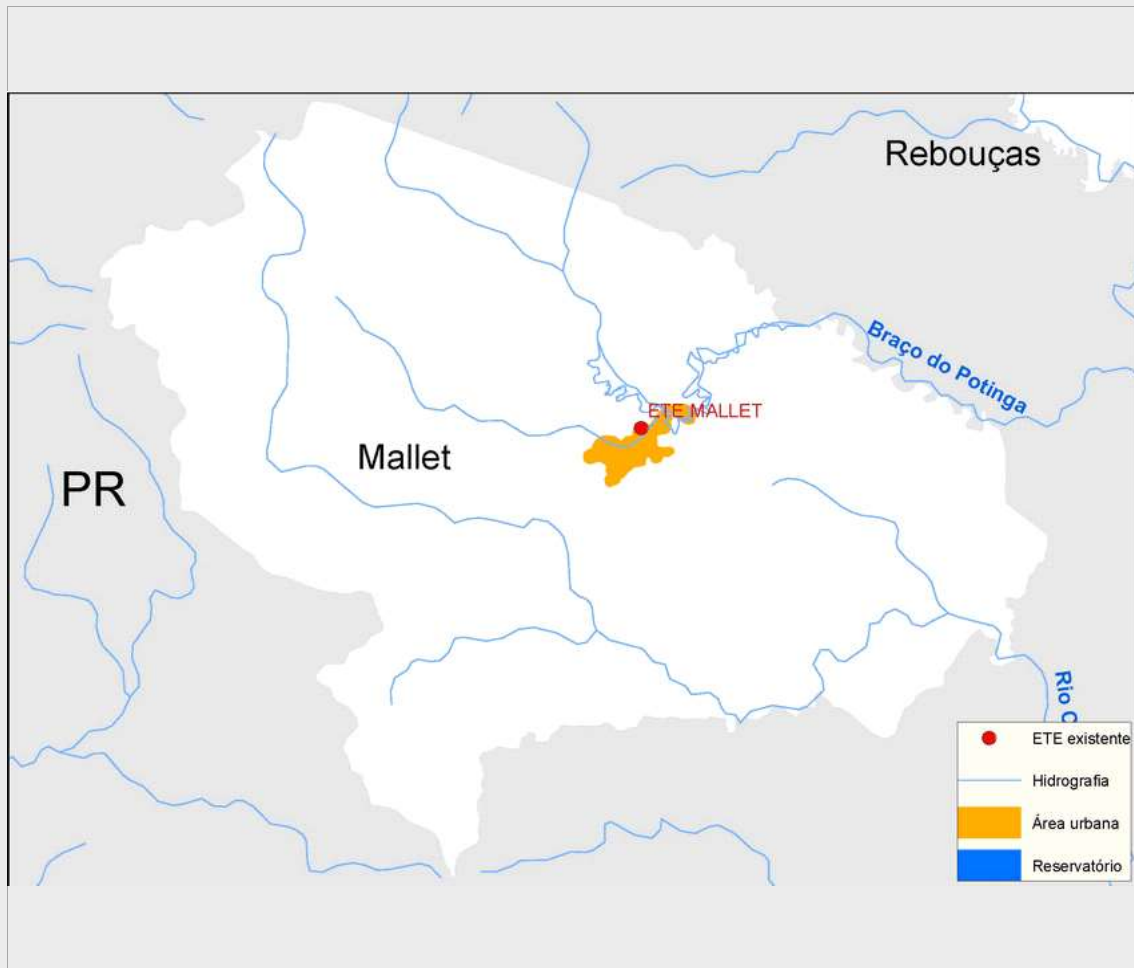 Rebouças
Braço do Potinga
ETE MALLET
Mallet
PR
Rio C
ETE existente
Hidrografia
Área urbana
Reservatório